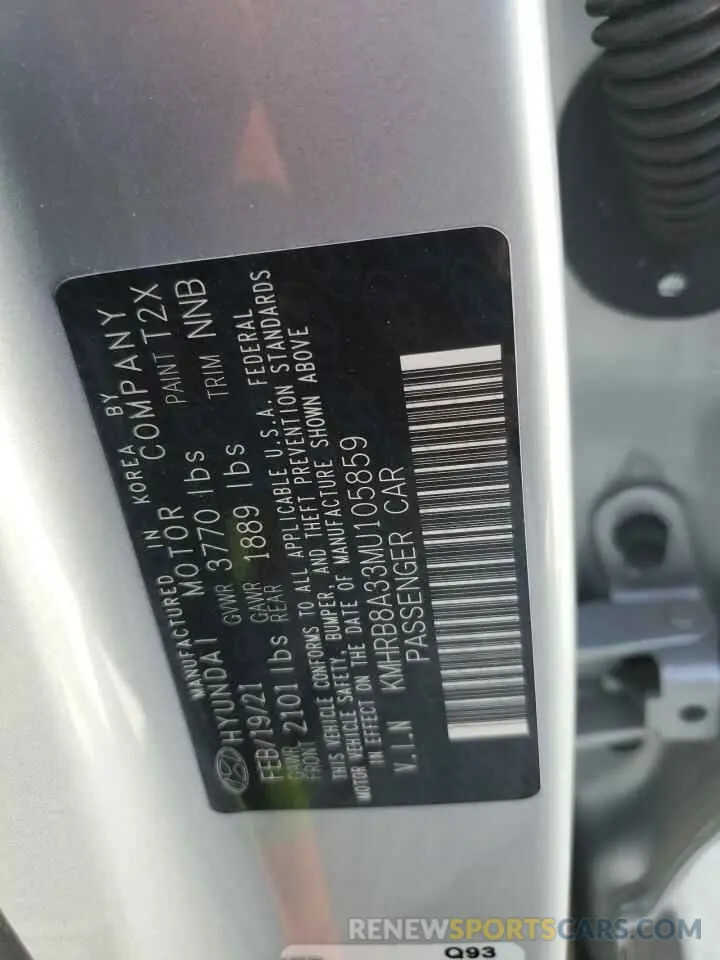 MANUFACTURED IN KOREA BY
HYUNDAI MOTOR COMPANY
FEB/19/21 GVWR 3770 lbs PAINT T2X
GAWR FRONT 2101 lbs GAWR REAR 1889 lbs TRIM NNB
THIS VEHICLE CONFORMS TO ALL APPLICABLE U.S.A. FEDERAL
MOTOR VEHICLE SAFETY, BUMPER, AND THEFT PREVENTION STANDARDS
IN EFFECT ON THE DATE OF MANUFACTURE SHOWN ABOVE
V.I.N KMHRB8A33MU105859
PASSENGER CAR
Q93
RENEWSPORTSCARS.COM